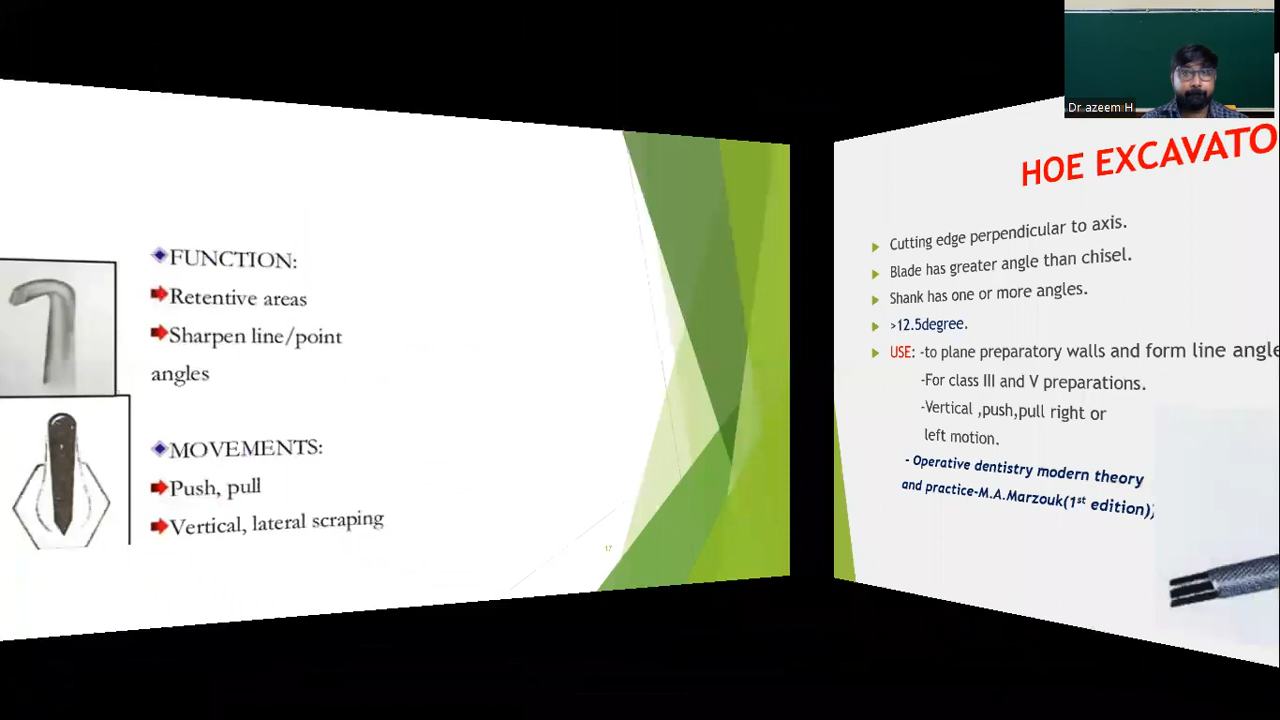 FUNCTION:
Retentive areas
Sharpen line/point
angles
MOVEMENTS:
Push, pull
Vertical, lateral scraping
17
Dr azeem H
HOE EXCAVATO
Cutting edge perpendicular to axis.
Blade has greater angle than chisel.
Shank has one or more angles.
>12.5degree.
USE: -to plane preparatory walls and form line angle
-For class III and V preparations.
-Vertical ,push,pull right or
left motion.
- Operative dentistry modern theory
and practice-M.A.Marzouk(1st edition))